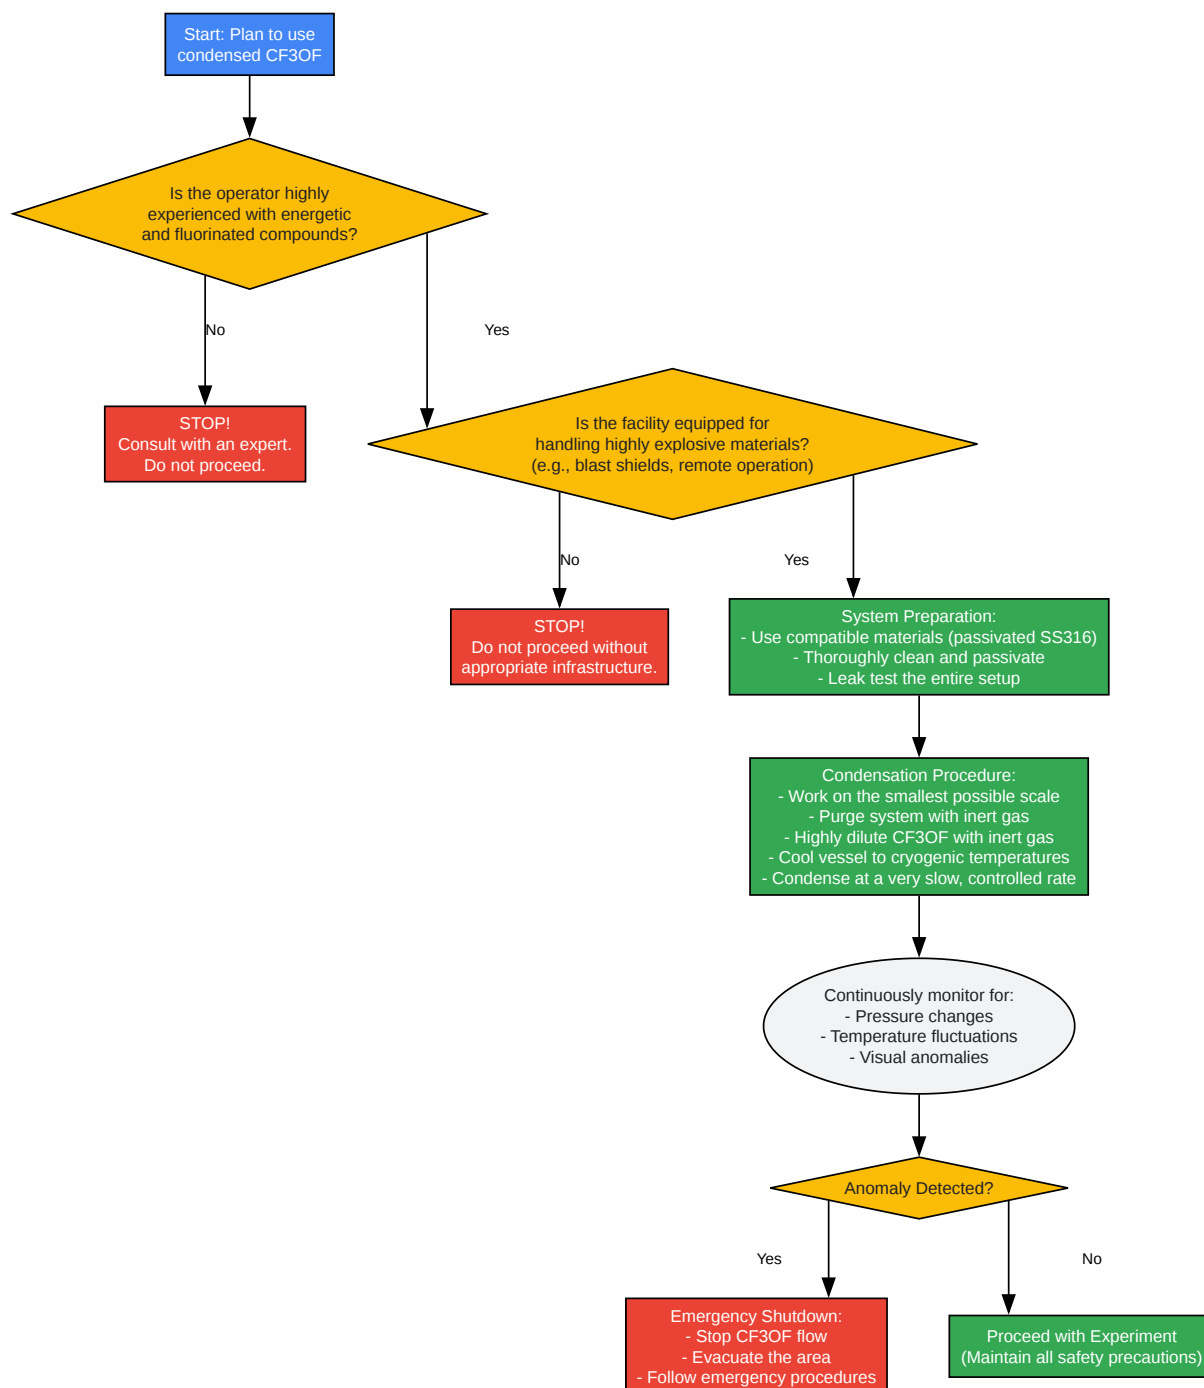 Start: Plan to use
condensed CF3OF
Is the operator highly
experienced with energetic
and fluorinated compounds?
No
Yes
STOP!
Consult with an expert.
Do not proceed.
Is the facility equipped for
handling highly explosive materials?
(e.g., blast shields, remote operation)
No
Yes
STOP!
Do not proceed without
appropriate infrastructure.
System Preparation:
- Use compatible materials (passivated SS316)
- Thoroughly clean and passivate
- Leak test the entire setup
Condensation Procedure:
- Work on the smallest possible scale
- Purge system with inert gas
- Highly dilute CF3OF with inert gas
- Cool vessel to cryogenic temperatures
- Condense at a very slow, controlled rate
Continuously monitor for:
- Pressure changes
- Temperature fluctuations
- Visual anomalies
Anomaly Detected?
Yes
No
Emergency Shutdown:
- Stop CF3OF flow
- Evacuate the area
- Follow emergency procedures
Proceed with Experiment
(Maintain all safety precautions)